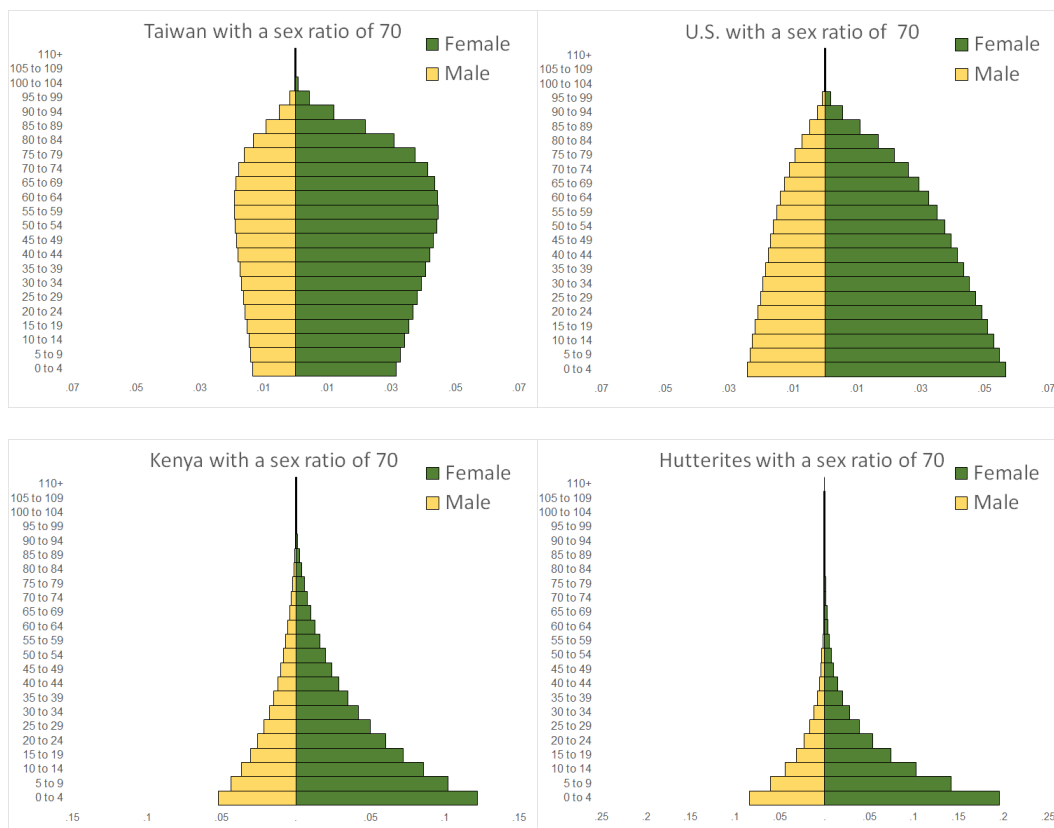 Taiwan with a sex ratio of 70
Female
Male
110+
105 to 109
100 to 104
95 to 99
90 to 94
85 to 89
80 to 84
75 to 79
70 to 74
65 to 69
60 to 64
55 to 59
50 to 54
45 to 49
40 to 44
35 to 39
30 to 34
25 to 29
20 to 24
15 to 19
10 to 14
5 to 9
0 to 4
.07 .05 .03 .01 .01 .03 .05 .07
U.S. with a sex ratio of 70
Female
Male
110+
105 to 109
100 to 104
95 to 99
90 to 94
85 to 89
80 to 84
75 to 79
70 to 74
65 to 69
60 to 64
55 to 59
50 to 54
45 to 49
40 to 44
35 to 39
30 to 34
25 to 29
20 to 24
15 to 19
10 to 14
5 to 9
0 to 4
.07 .05 .03 .01 .01 .03 .05 .07
Kenya with a sex ratio of 70
Female
Male
110+
105 to 109
100 to 104
95 to 99
90 to 94
85 to 89
80 to 84
75 to 79
70 to 74
65 to 69
60 to 64
55 to 59
50 to 54
45 to 49
40 to 44
35 to 39
30 to 34
25 to 29
20 to 24
15 to 19
10 to 14
5 to 9
0 to 4
.15 .1 .05 . .05 .1 .15
Hutterites with a sex ratio of 70
Female
Male
110+
105 to 109
100 to 104
95 to 99
90 to 94
85 to 89
80 to 84
75 to 79
70 to 74
65 to 69
60 to 64
55 to 59
50 to 54
45 to 49
40 to 44
35 to 39
30 to 34
25 to 29
20 to 24
15 to 19
10 to 14
5 to 9
0 to 4
.25 .2 .15 .1 .05 . .05 .1 .15 .2 .25